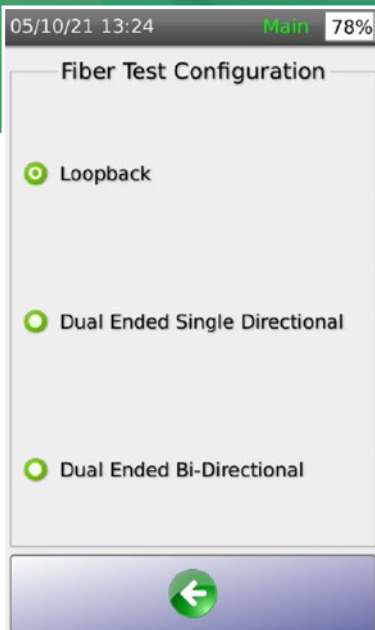 05/10/21 13:24 Main 78%
Fiber Test Configuration
Loopback
Dual Ended Single Directional
Dual Ended Bi-Directional